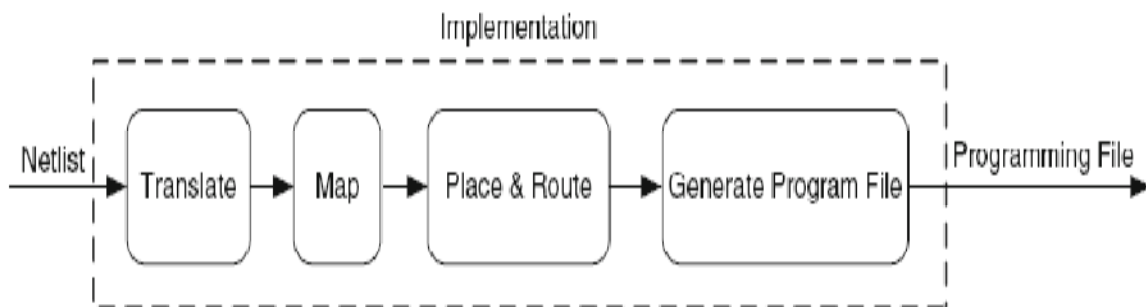 Implementation
Netlist
Translate
Map
Place & Route
Generate Program File
Programming File